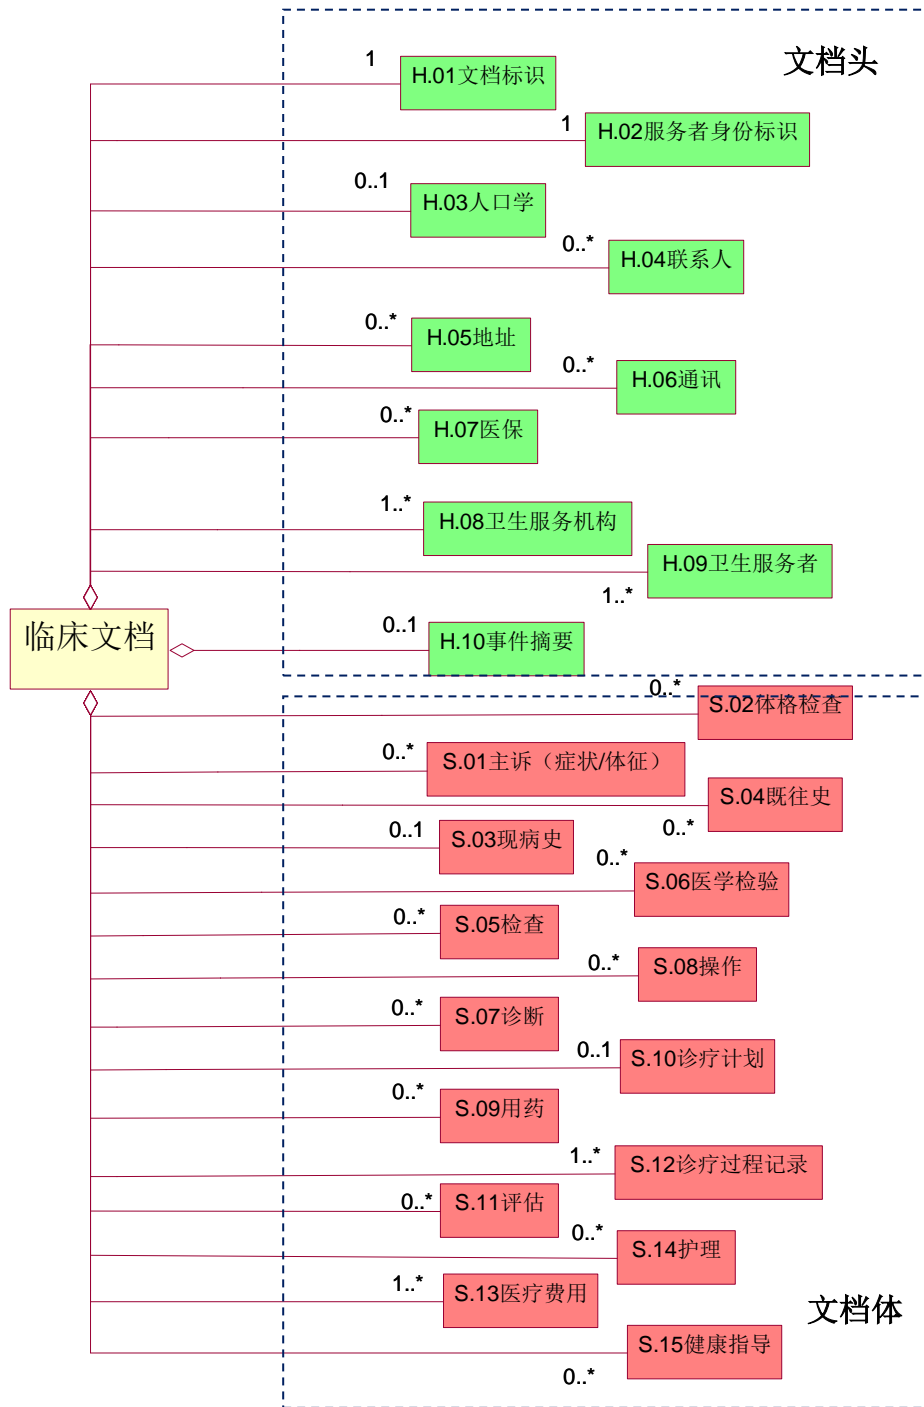 文档头
1
H.01文档标识
1
H.02服务者身份标识
0..1
H.03人口学
0..*
H.04联系人
0..*
H.05地址
0..*
H.06通讯
0..*
H.07医保
1..*
H.08卫生服务机构
H.09卫生服务者
1..*
临床文档
0..1
H.10事件摘要
0..*
S.02体格检查
0..*
S.01主诉（症状/体征）
S.04既往史
0..*
0..1
S.03现病史
0..*
S.06医学检验
0..*
S.05检查
0..*
S.08操作
0..*
S.07诊断
0..1
S.10诊疗计划
0..*
S.09用药
1..*
S.12诊疗过程记录
0..*
S.11评估
0..*
S.14护理
1..*
S.13医疗费用
文档体
S.15健康指导
0..*